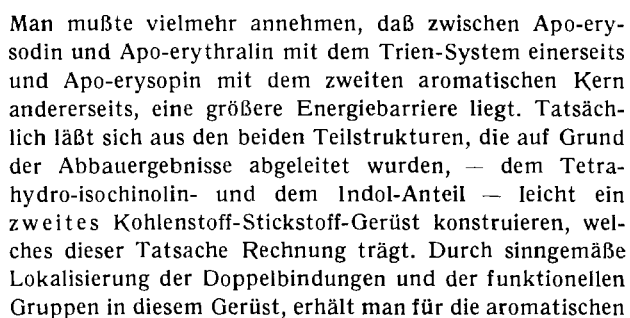 Man mußte vielmehr annehmen, daß zwischen Apo-ery-
sodin und Apo-erythralin mit dem Trien-System einerseits
und Apo-erysopin mit dem zweiten aromatischen Kern
andererseits, eine größere Energiebarriere liegt. Tatsäch-
lich läßt sich aus den beiden Teilstrukturen, die auf Grund
der Abbauergebnisse abgeleitet wurden, — dem Tetra-
hydro-isochinolin- und dem Indol-Anteil — leicht ein
zweites Kohlenstoff-Stickstoff-Gerüst konstruieren, wel-
ches dieser Tatsache Rechnung trägt. Durch sinngemäße
Lokalisierung der Doppelbindungen und der funktionellen
Gruppen in diesem Gerüst, erhält man für die aromatischen